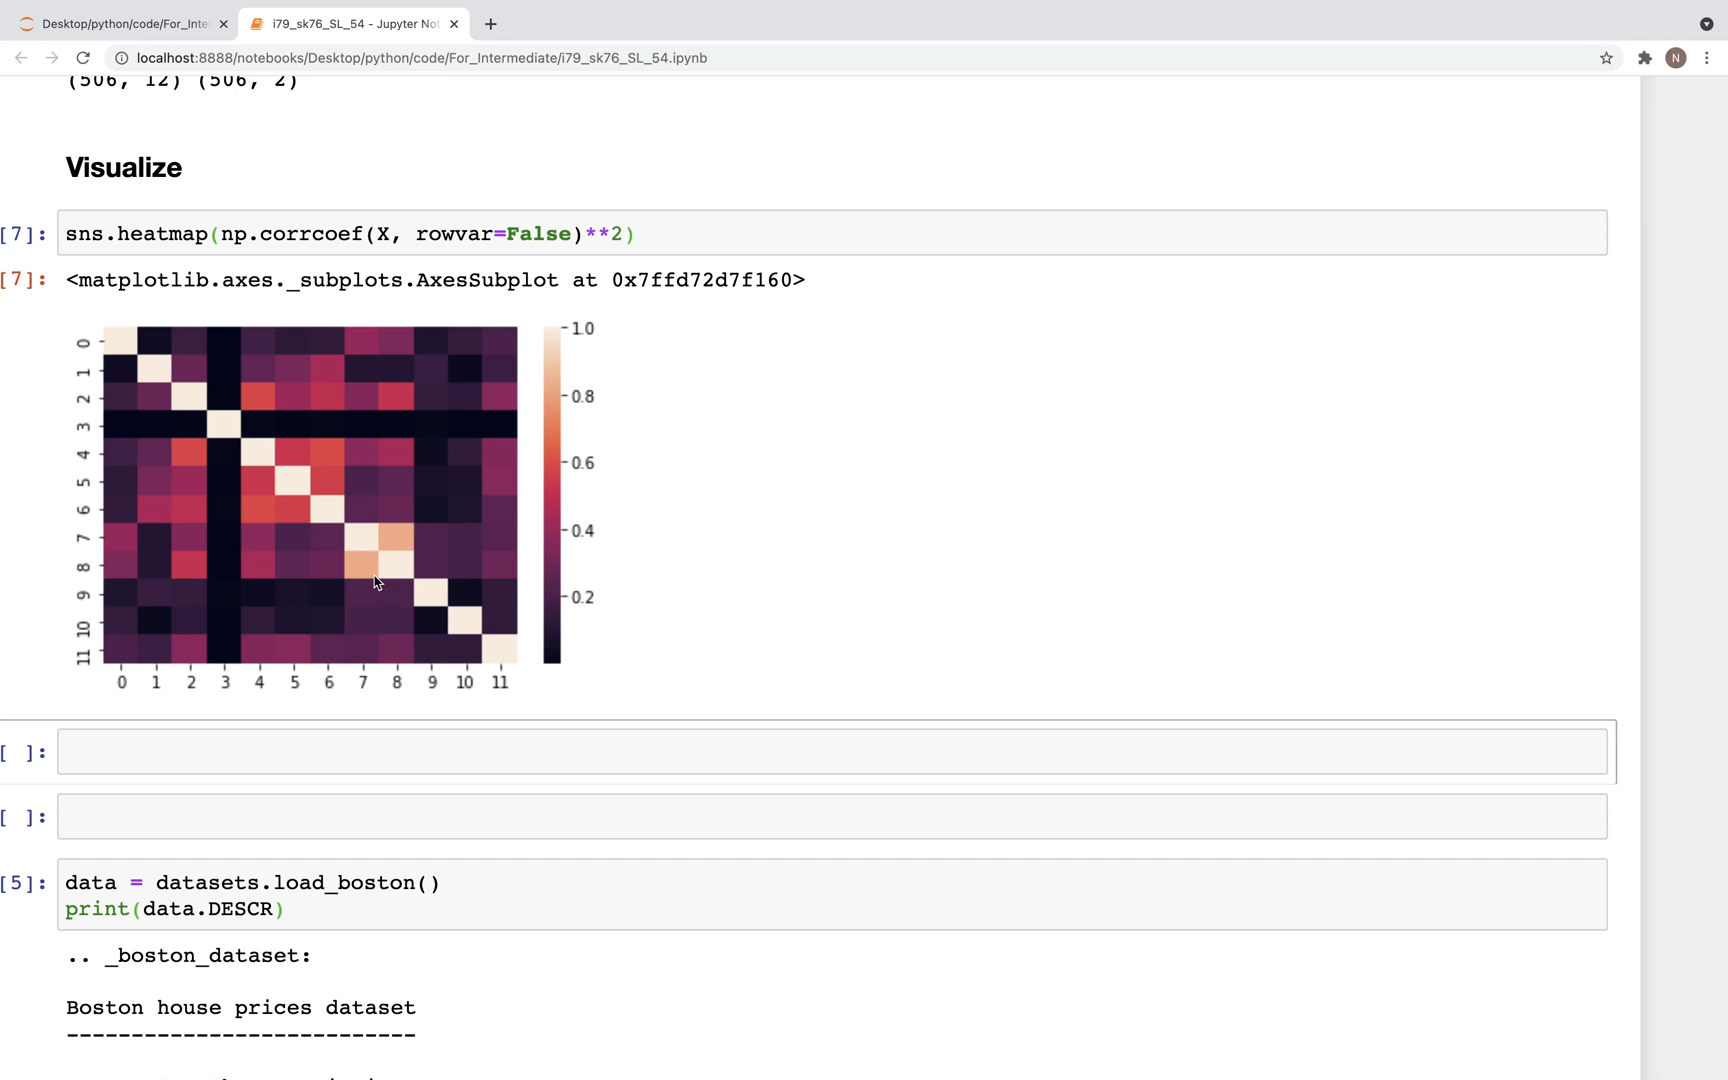 Desktop/python/code/For_Inte
i79_sk76_SL_54 - Jupyter Not
localhost:8888/notebooks/Desktop/python/code/For_Intermediate/i79_sk76_SL_54.ipynb
N
(506, 12) (506, 2)
Visualize
[7]: sns.heatmap(np.corrcoef(X, rowvar=False)**2)
[7]: <matplotlib.axes._subplots.AxesSubplot at 0x7ffd72d7f160>
0
1
2
3
4
5
6
7
8
9
10
11
0 1 2 3 4 5 6 7 8 9 10 11
1.0
0.8
0.6
0.4
0.2
[ ]:
[ ]:
[5]: data = datasets.load_boston()
print(data.DESCR)
.. _boston_dataset:
Boston house prices dataset
---------------------------